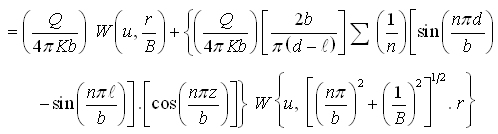 = (Q / 4πKb) W(u, r/B) + {(Q / 4πKb) [2b / π(d − ℓ)] ∑ (1/n) [sin(nπd / b)
− sin(nπℓ / b)] . [cos(nπz / b)]} W{u, [(nπ / b)² + (1/B)²]^1/2 . r}